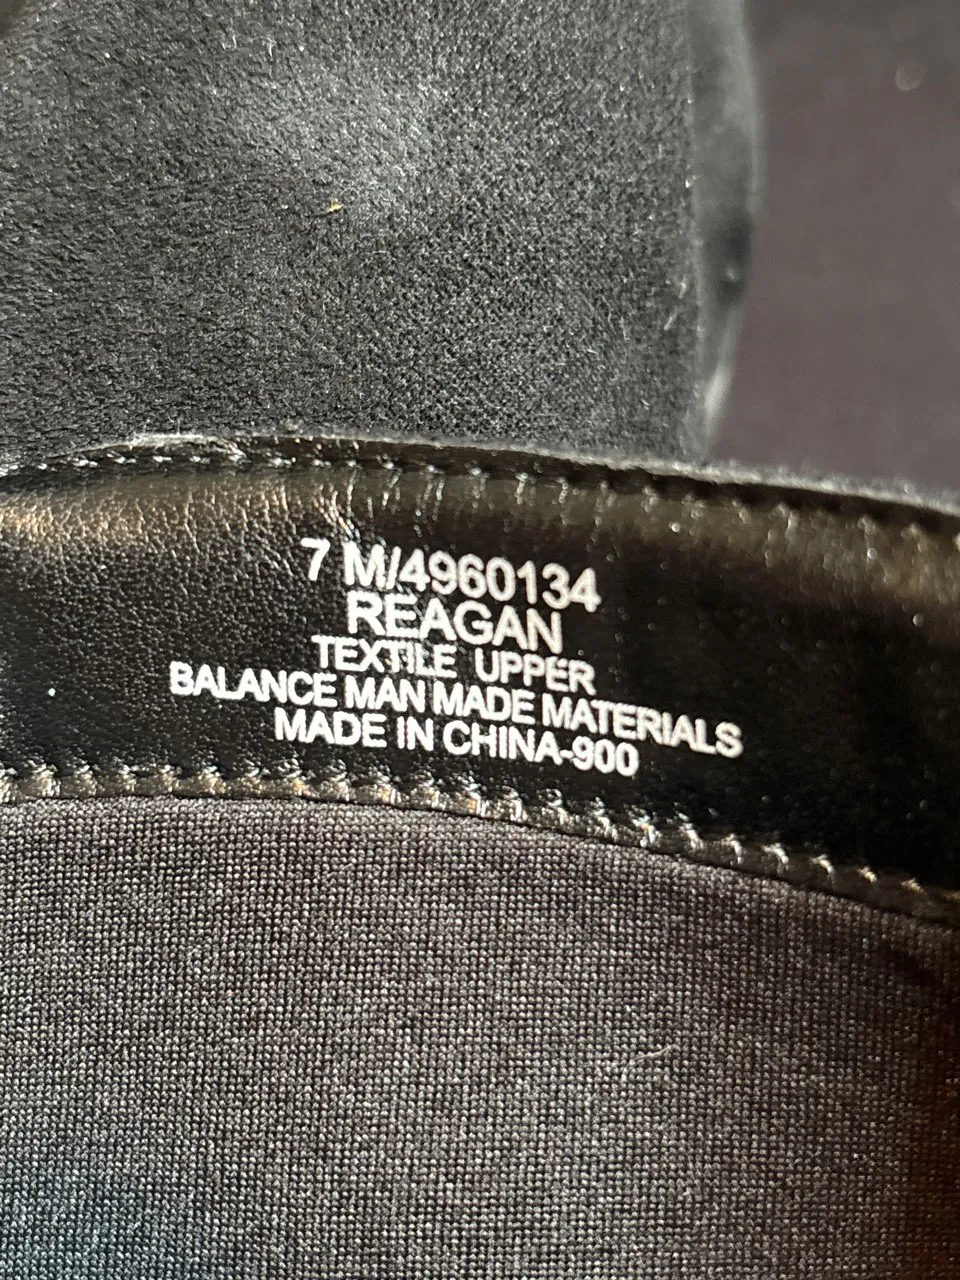 7 M/4960134
REAGAN
TEXTILE UPPER
BALANCE MAN MADE MATERIALS
MADE IN CHINA-900